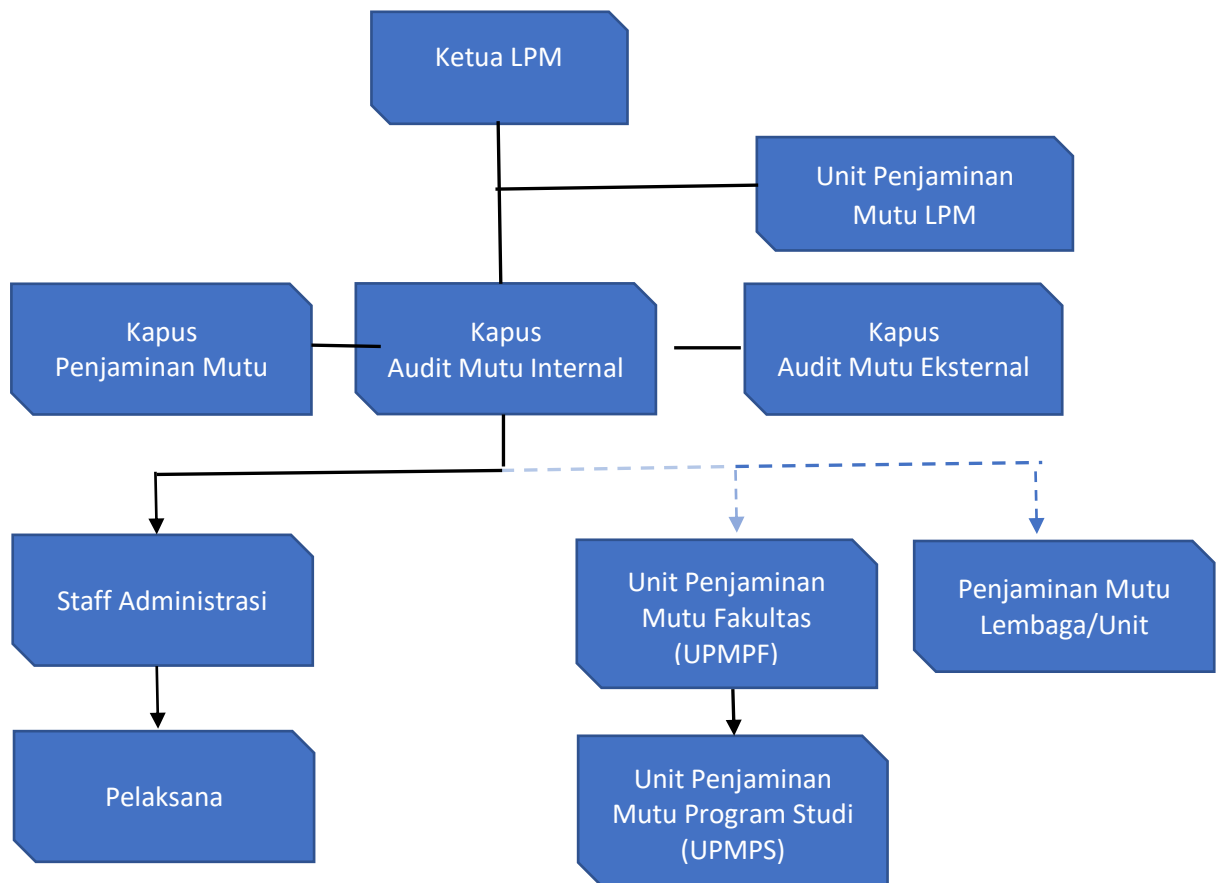 Ketua LPM
Unit Penjaminan
Mutu LPM
Kapus
Penjaminan Mutu
Kapus
Audit Mutu Internal
Kapus
Audit Mutu Eksternal
Staff Administrasi
Unit Penjaminan
Mutu Fakultas
(UPMPF)
Penjaminan Mutu
Lembaga/Unit
Pelaksana
Unit Penjaminan
Mutu Program Studi
(UPMPS)